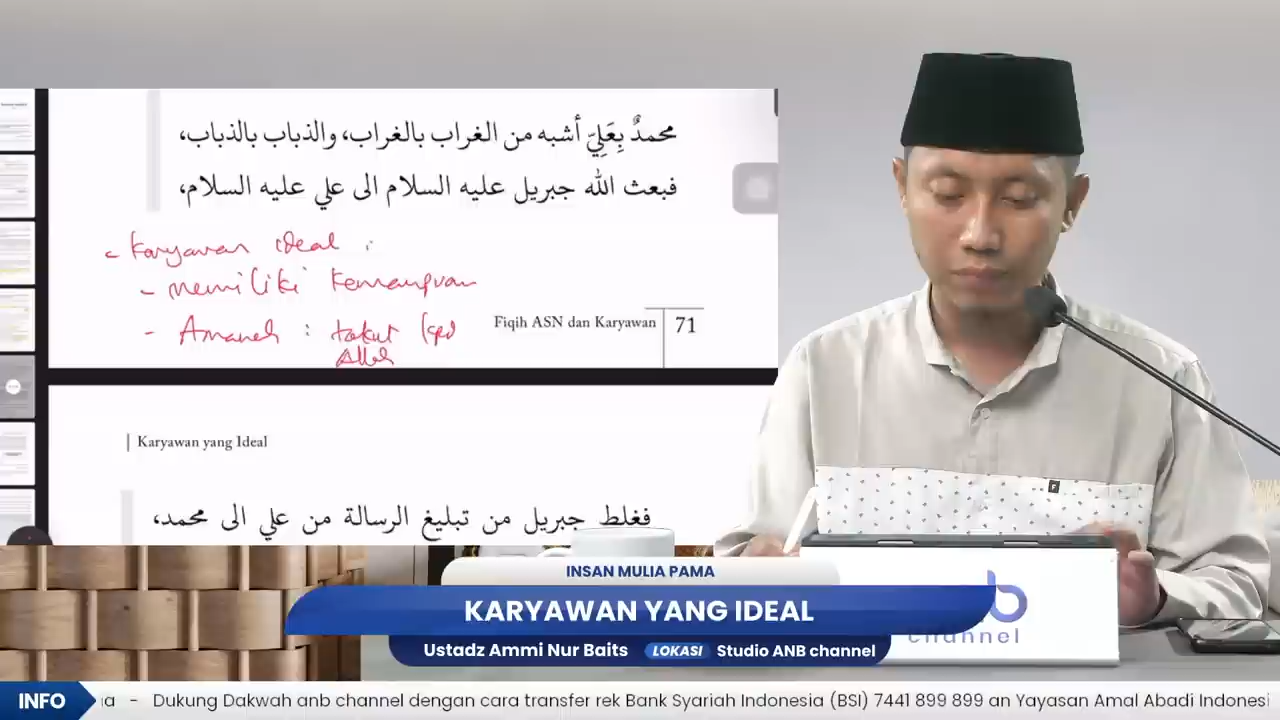 محمدٌ بِعَلِيّ أشبه من الغراب بالغراب، والذباب بالذباب،
فبعث الله جبريل عليه السلام الى علي عليه السلام،
- Karyawan ideal :
- Memiliki kemampuan
- Amanah : takut kpd
Allah
Fiqih ASN dan Karyawan 71
Karyawan yang Ideal
فغلط جبريل من تبليغ الرسالة من علي الى محمد،
INSAN MULIA PAMA
KARYAWAN YANG IDEAL
Ustadz Ammi Nur Baits LOKASI Studio ANB channel
b
channel
INFO - Dukung Dakwah anb channel dengan cara transfer rek Bank Syariah Indonesia (BSI) 7441 899 899 an Yayasan Amal Abadi Indonesi